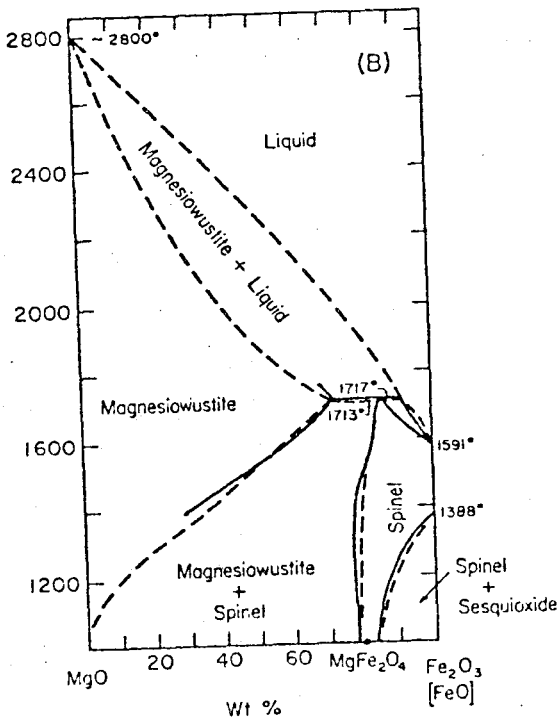 2800
~2800°
(B)
Liquid
Magnesiowustite
+ Liquid
2400
2000
1717°
1713°
Magnesiowustite
1600
1591°
Spinel
1388°
1200
Magnesiowustite
+
Spinel
Spinel
+
Sesquioxide
MgO
20
40
60
MgFe₂O₄
Fe₂O₃
[FeO]
Wt %